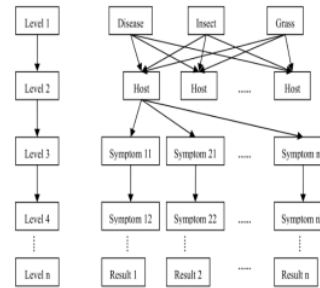 Level 1 Disease Insect Grass
Level 2 Host Host ..... Host
Level 3 Symptom 11 Symptom 21 ..... Symptom n
Level 4 Symptom 12 Symptom 22 ..... Symptom n
Level n Result 1 Result 2 ..... Result n